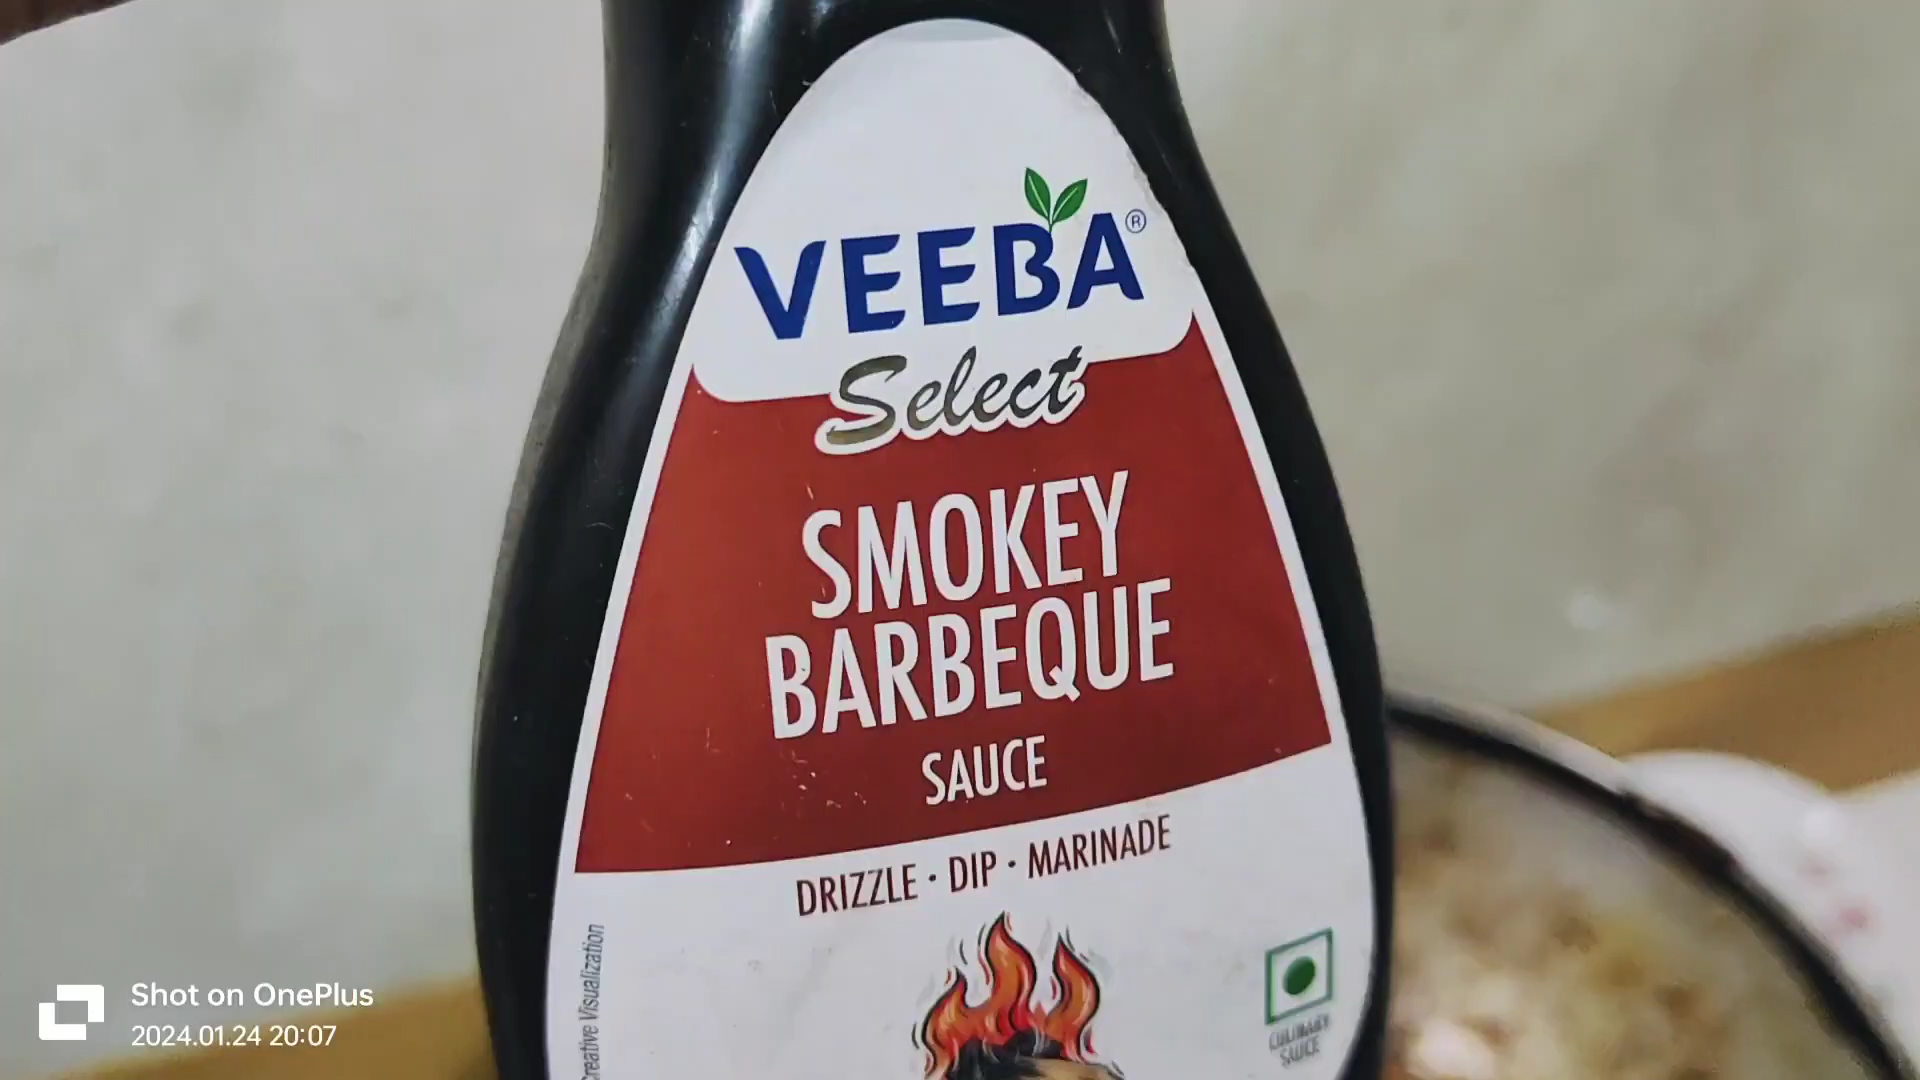 VEEBA®
Select
SMOKEY
BARBEQUE
SAUCE
DRIZZLE · DIP · MARINADE
Creative Visualization
CULINARY
SAUCE
Shot on OnePlus
2024.01.24 20:07